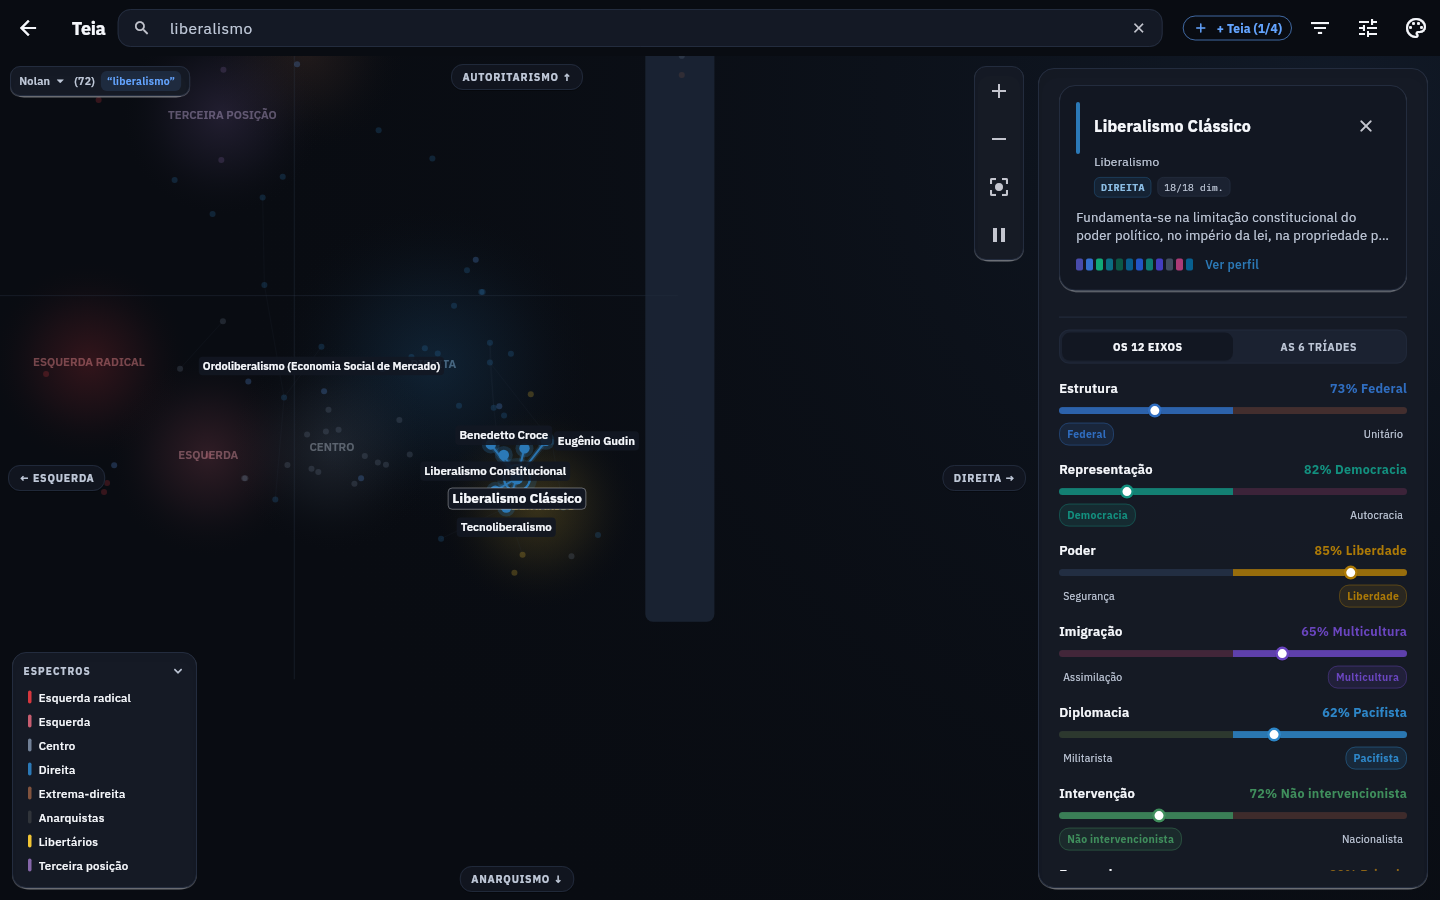 Teia
liberalismo
+ Teia (1/4)
Nolan (72) "liberalismo"
AUTORITARISMO ↑
TERCEIRA POSIÇÃO
ESQUERDA RADICAL
Ordoliberalismo (Economia Social de Mercado)
TA
Benedetto Croce
Eugênio Gudin
CENTRO
ESQUERDA
Liberalismo Constitucional
← ESQUERDA
DIREITA →
Liberalismo Clássico
Tecnoliberalismo
ANARQUISMO ↓
ESPECTROS
Esquerda radical
Esquerda
Centro
Direita
Extrema-direita
Anarquistas
Libertários
Terceira posição
Liberalismo Clássico
Liberalismo
DIREITA 18/18 dim.
Fundamenta-se na limitação constitucional do
poder político, no império da lei, na propriedade p...
Ver perfil
OS 12 EIXOS
AS 6 TRÍADES
Estrutura 73% Federal
Federal Unitário
Representação 82% Democracia
Democracia Autocracia
Poder 85% Liberdade
Segurança Liberdade
Imigração 65% Multicultura
Assimilação Multicultura
Diplomacia 62% Pacifista
Militarista Pacifista
Intervenção 72% Não intervencionista
Não intervencionista Nacionalista